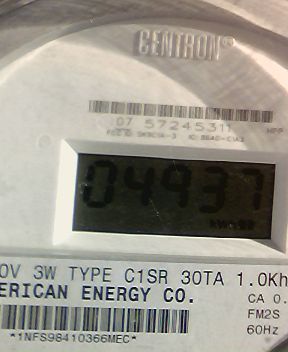 CENTRON®
07 57245311
04937
0V 3W TYPE C1SR 30TA 1.0Kh
ERICAN ENERGY CO. CA 0.
FM2S
60Hz
*1NFS98410366MEC*